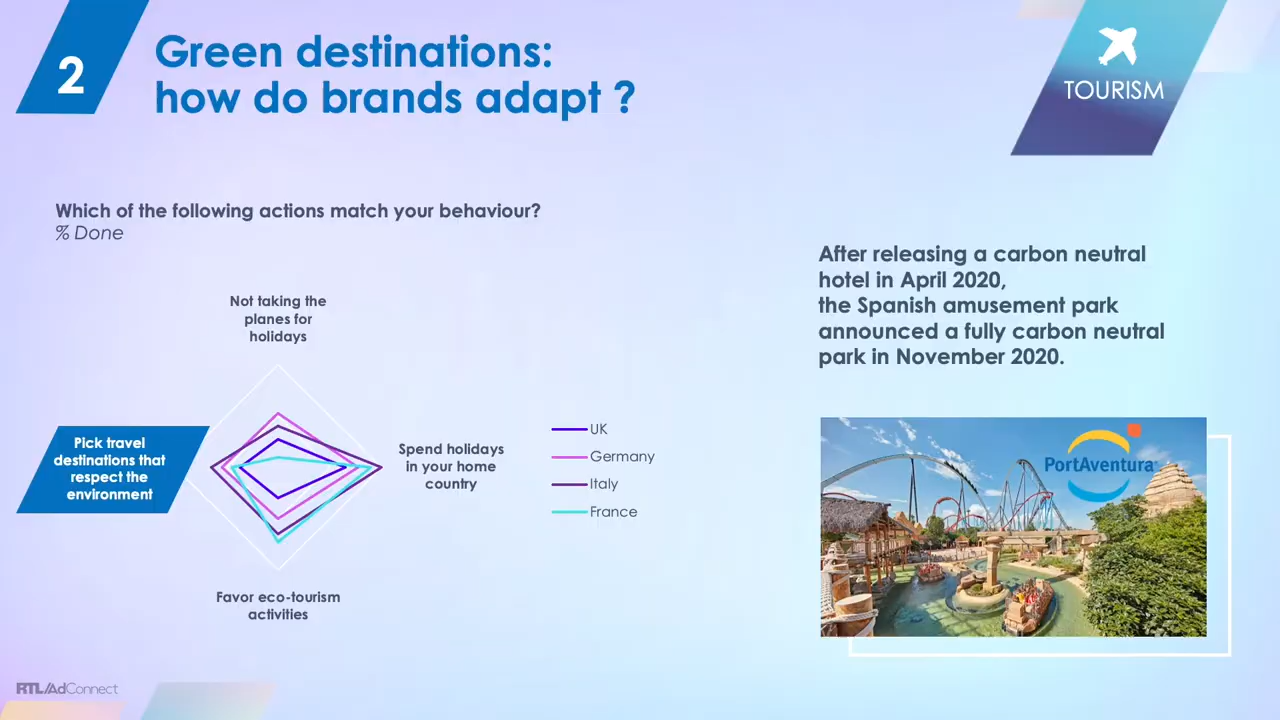 2
Green destinations:
how do brands adapt ?
TOURISM
Which of the following actions match your behaviour?
% Done
Not taking the
planes for
holidays
Pick travel
destinations that
respect the
environment
Spend holidays
in your home
country
Favor eco-tourism
activities
UK
Germany
Italy
France
After releasing a carbon neutral
hotel in April 2020,
the Spanish amusement park
announced a fully carbon neutral
park in November 2020.
PortAventura
RTL/AdConnect